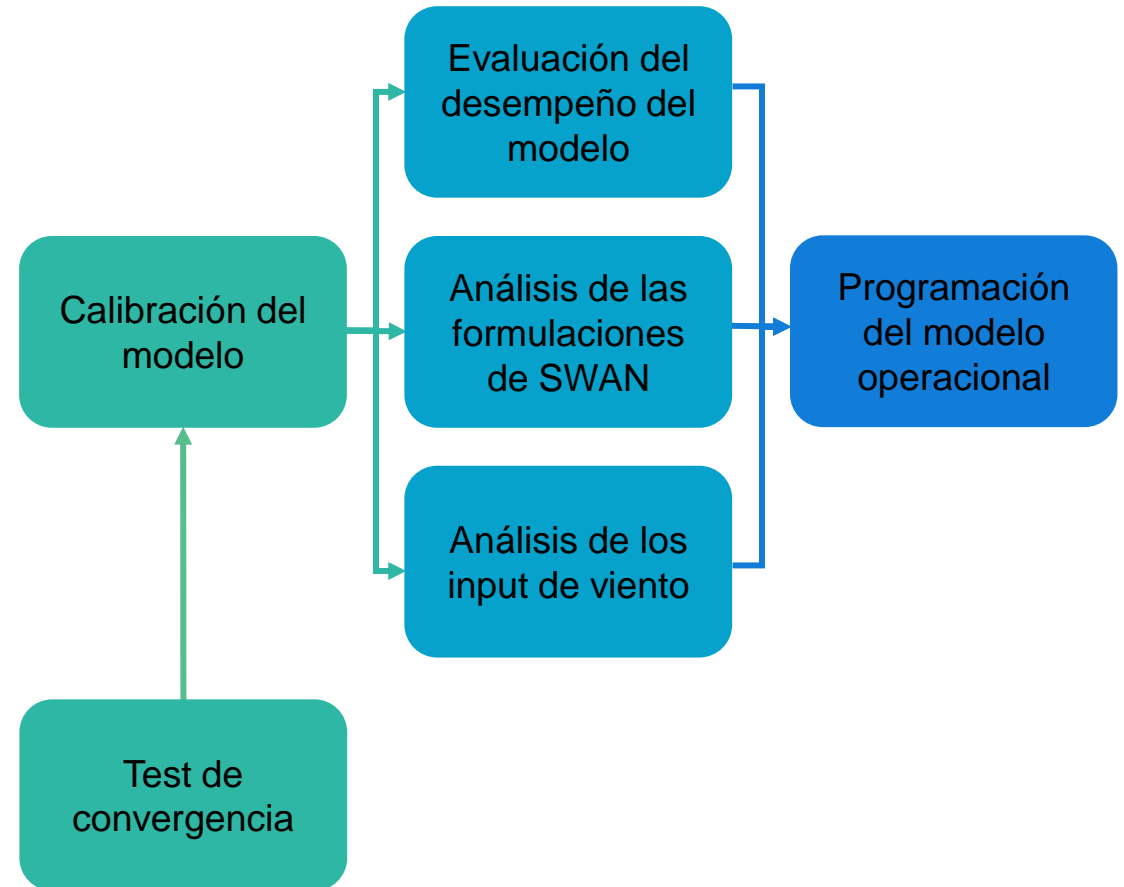 Evaluación del
desempeño del
modelo
Calibración del
modelo
Análisis de las
formulaciones
de SWAN
Programación
del modelo
operacional
Análisis de los
input de viento
Test de
convergencia